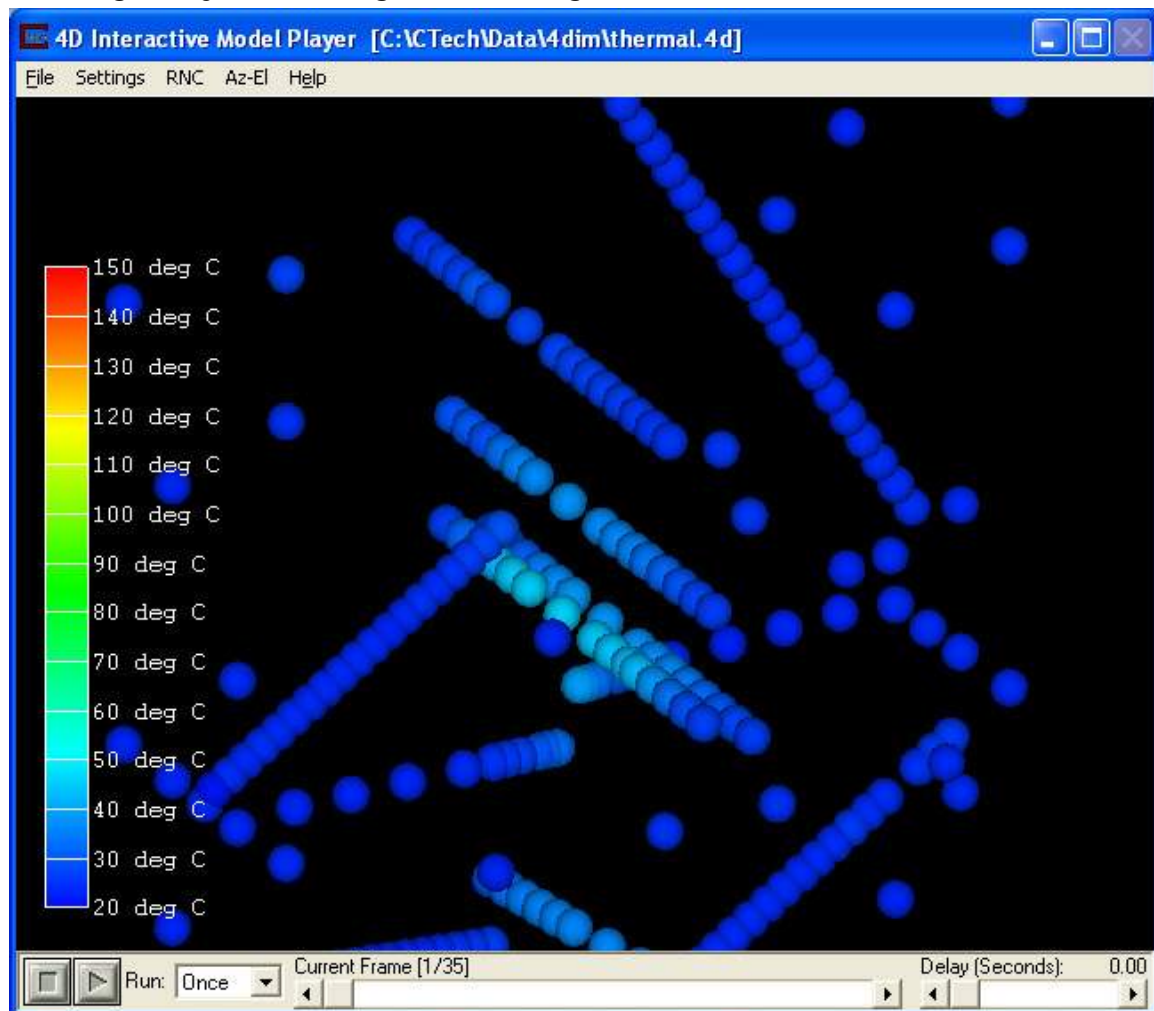 4D Interactive Model Player [C:\CTech\Data\4dim\thermal.4d]
File Settings RNC Az-El Help
150 deg C
140 deg C
130 deg C
120 deg C
110 deg C
100 deg C
90 deg C
80 deg C
70 deg C
60 deg C
50 deg C
40 deg C
30 deg C
20 deg C
Run: Once
Current Frame [1/35]
Delay (Seconds): 0.00